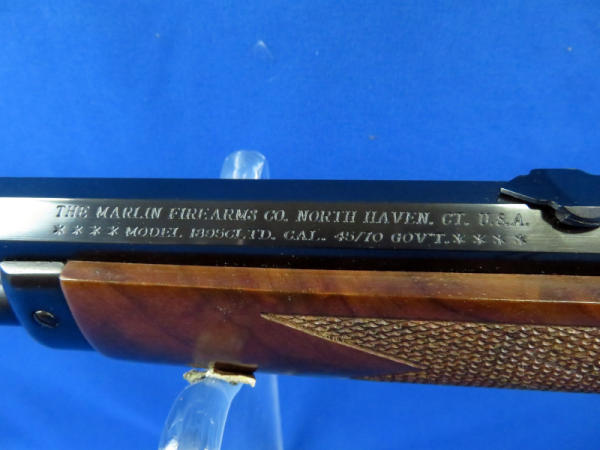 THE MARLIN FIREARMS CO. NORTH HAVEN, CT. U.S.A.
★★★★ MODEL 1895CLTD. CAL. 45/70 GOV'T. ★★★★